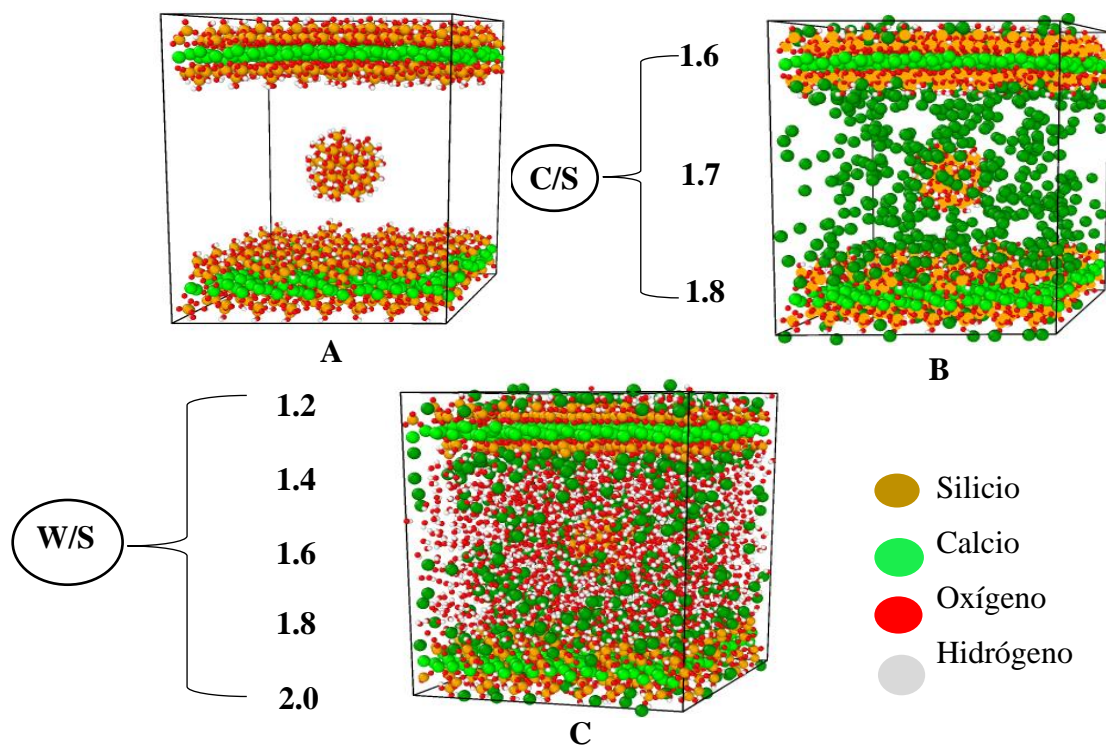 A
C/S
1.6
1.7
1.8
B
W/S
1.2
1.4
1.6
1.8
2.0
C
Silicio
Calcio
Oxígeno
Hidrógeno